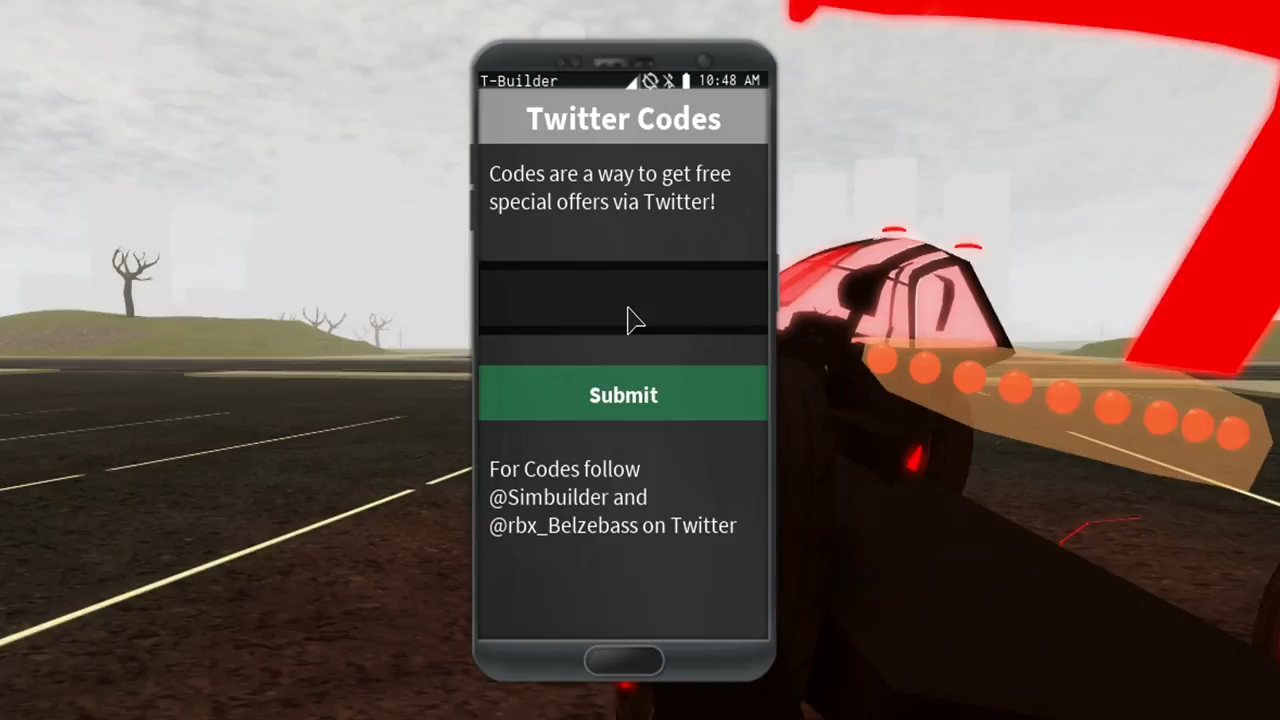 T-Builder 10:48 AM
Twitter Codes
Codes are a way to get free
special offers via Twitter!
Submit
For Codes follow
@Simbuilder and
@rbx_Belzebass on Twitter